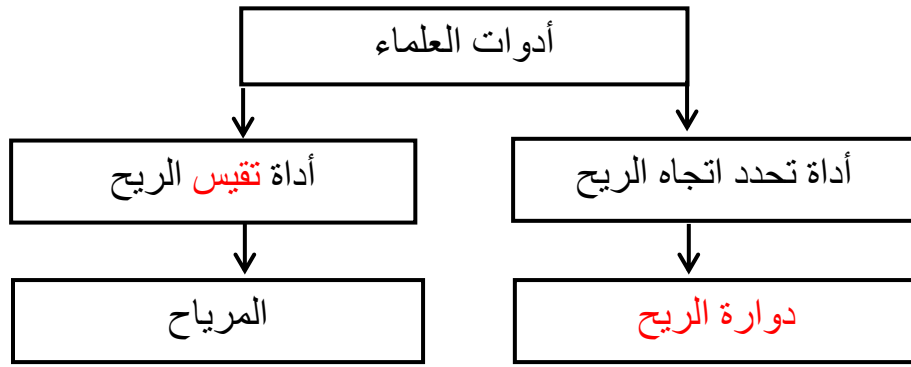 أدوات العلماء
أداة تحدد اتجاه الريح
أداة تقيس الريح
دوارة الريح
المرياح